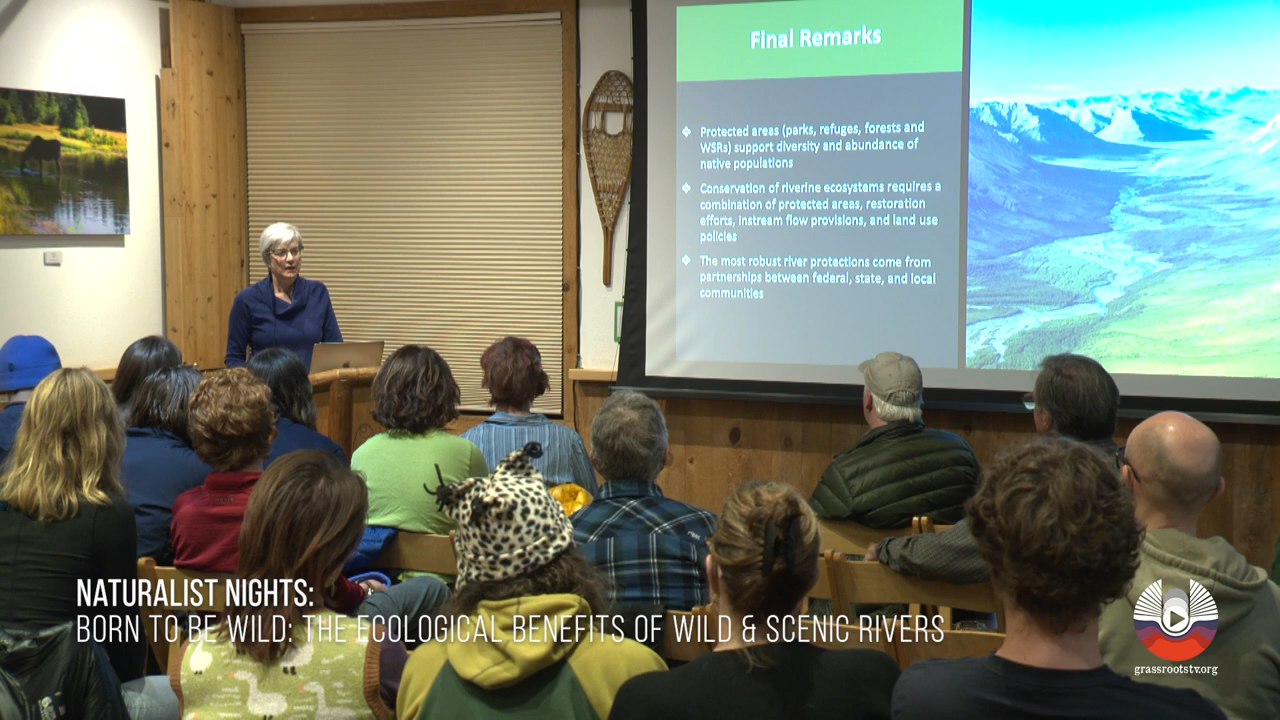 Final Remarks
❖ Protected areas (parks, refuges, forests and
WSRs) support diversity and abundance of
native populations
❖ Conservation of riverine ecosystems requires a
combination of protected areas, restoration
efforts, instream flow provisions, and land use
policies
❖ The most robust river protections come from
partnerships between federal, state, and local
communities
NATURALIST NIGHTS:
BORN TO BE WILD: THE ECOLOGICAL BENEFITS OF WILD & SCENIC RIVERS
grassrootstv.org